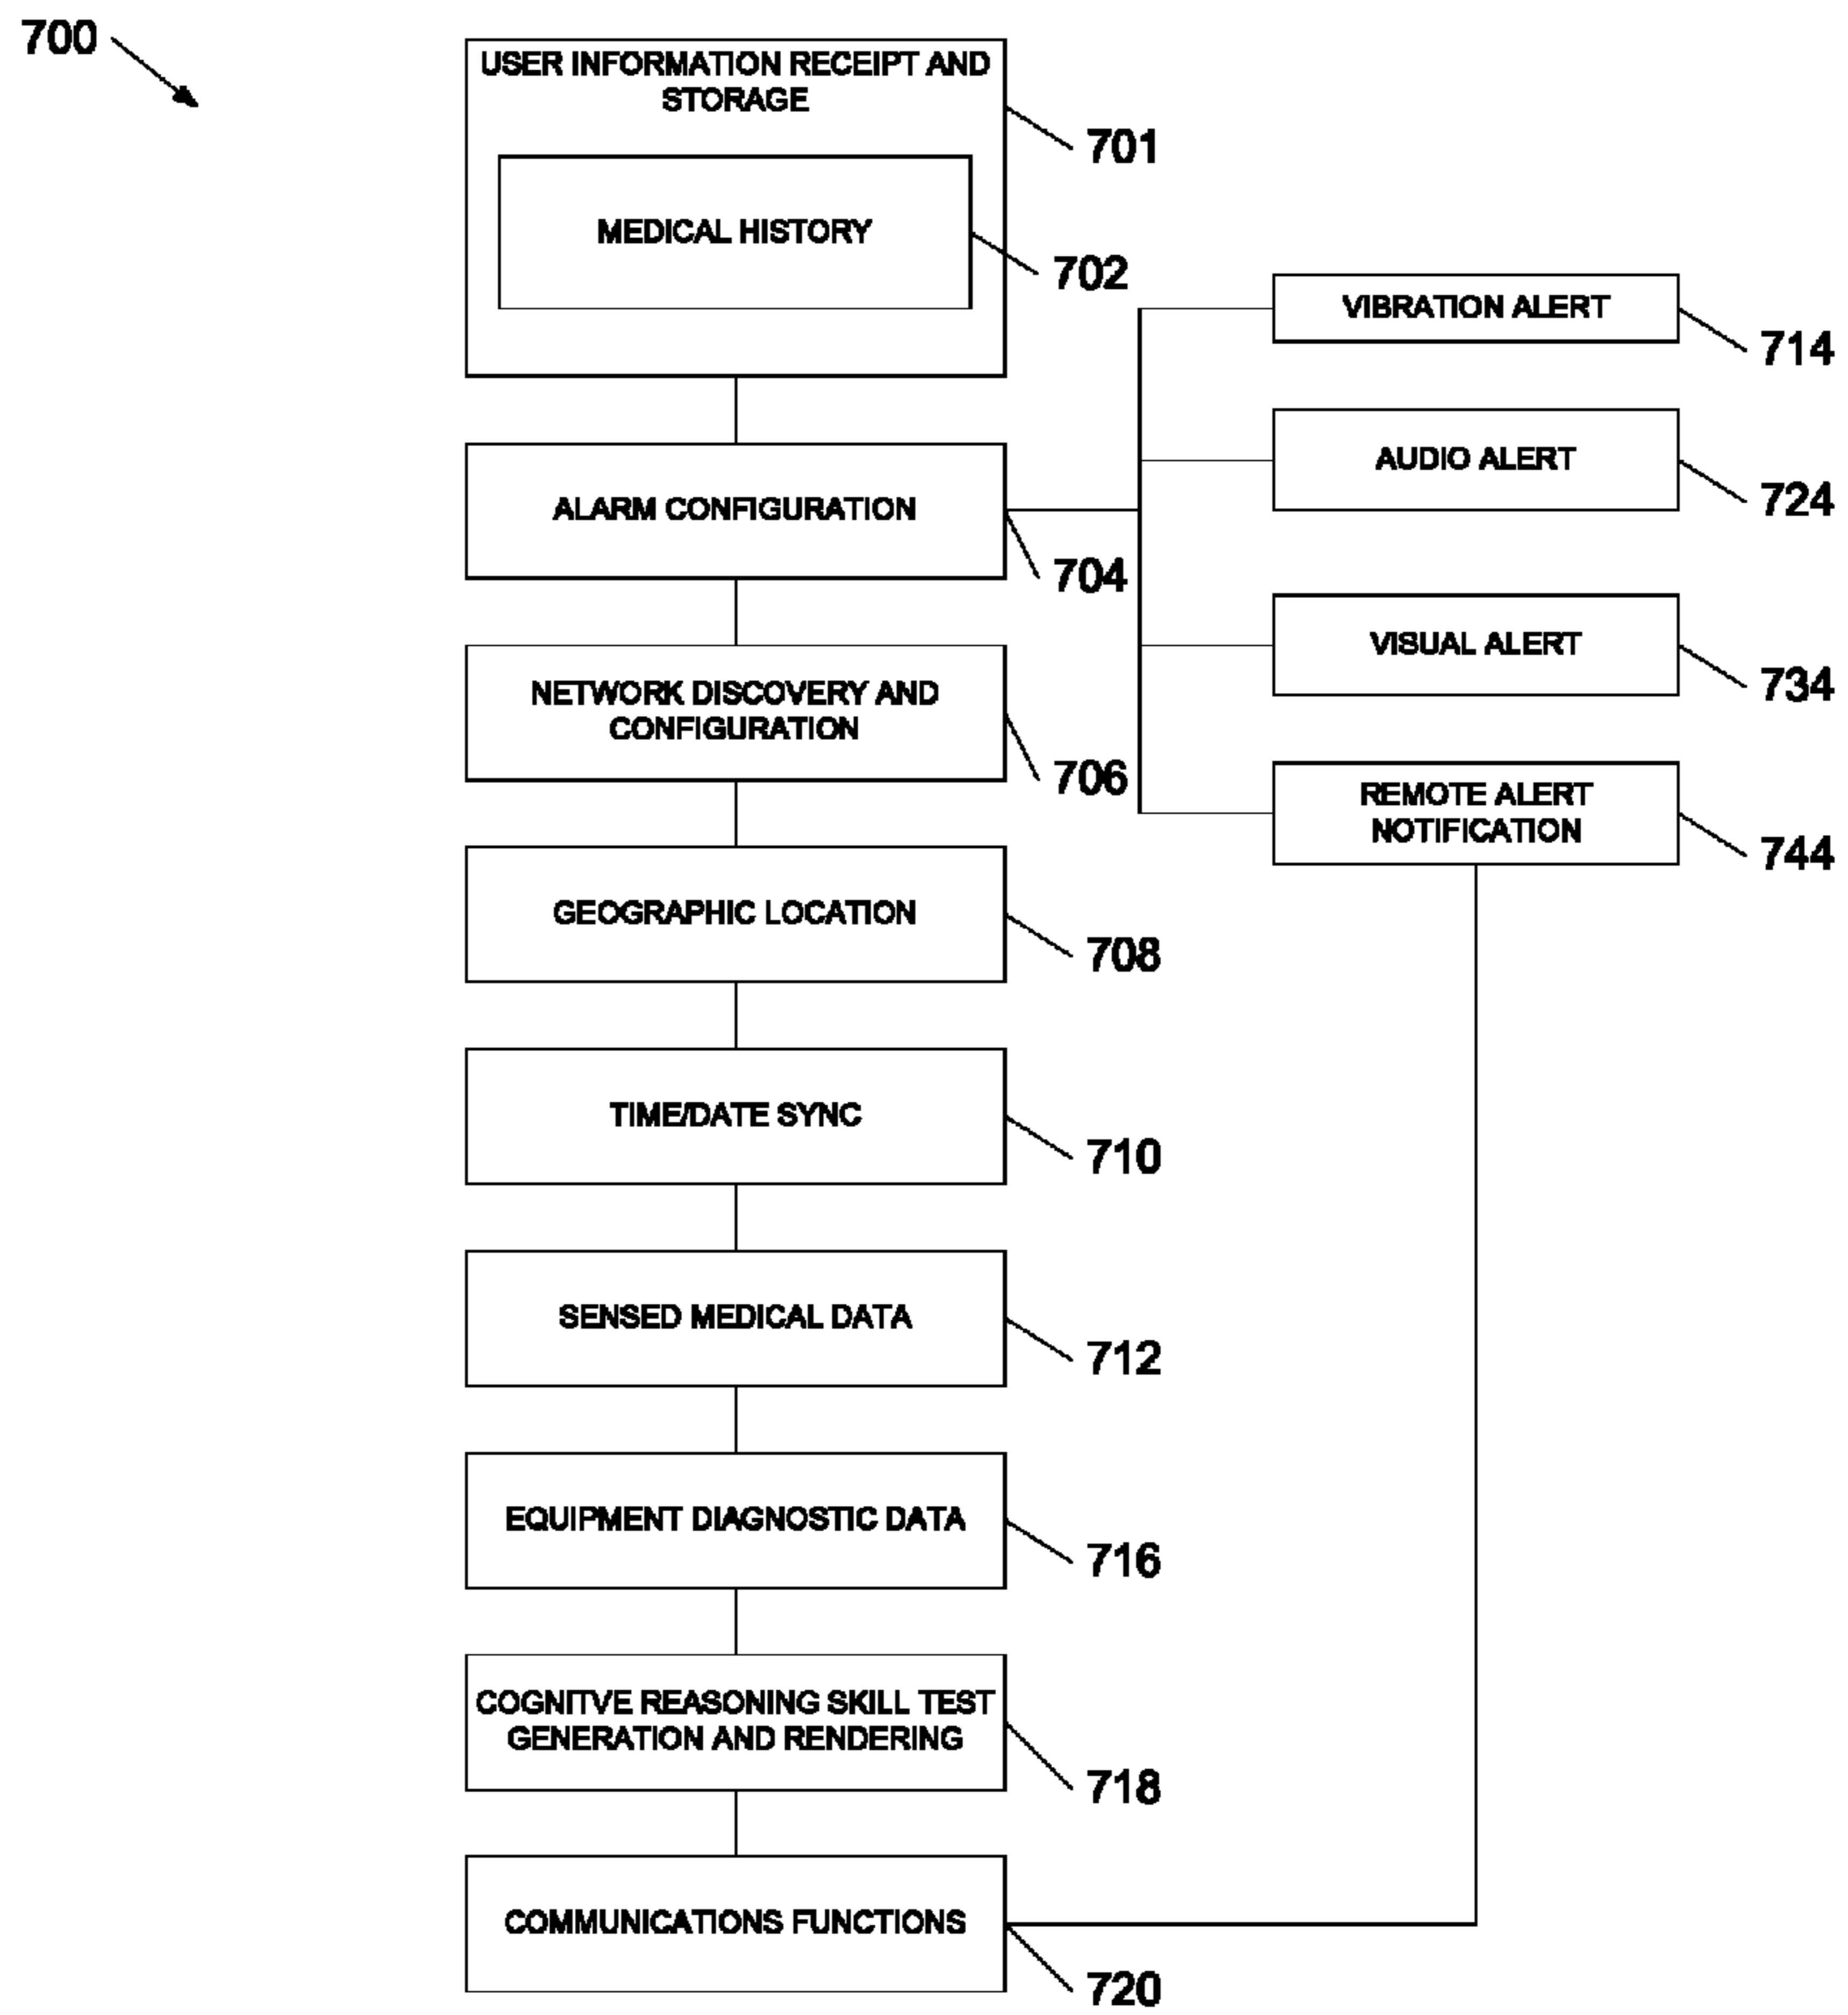 700
USER INFORMATION RECEIPT AND
STORAGE
701
MEDICAL HISTORY
702
VIBRATION ALERT
714
AUDIO ALERT
724
ALARM CONFIGURATION
704
VISUAL ALERT
734
NETWORK DISCOVERY AND
CONFIGURATION
706
REMOTE ALERT
NOTIFICATION
744
GEOGRAPHIC LOCATION
708
TIME/DATE SYNC
710
SENSED MEDICAL DATA
712
EQUIPMENT DIAGNOSTIC DATA
716
COGNITVE REASONING SKILL TEST
GENERATION AND RENDERING
718
COMMUNICATIONS FUNCTIONS
720